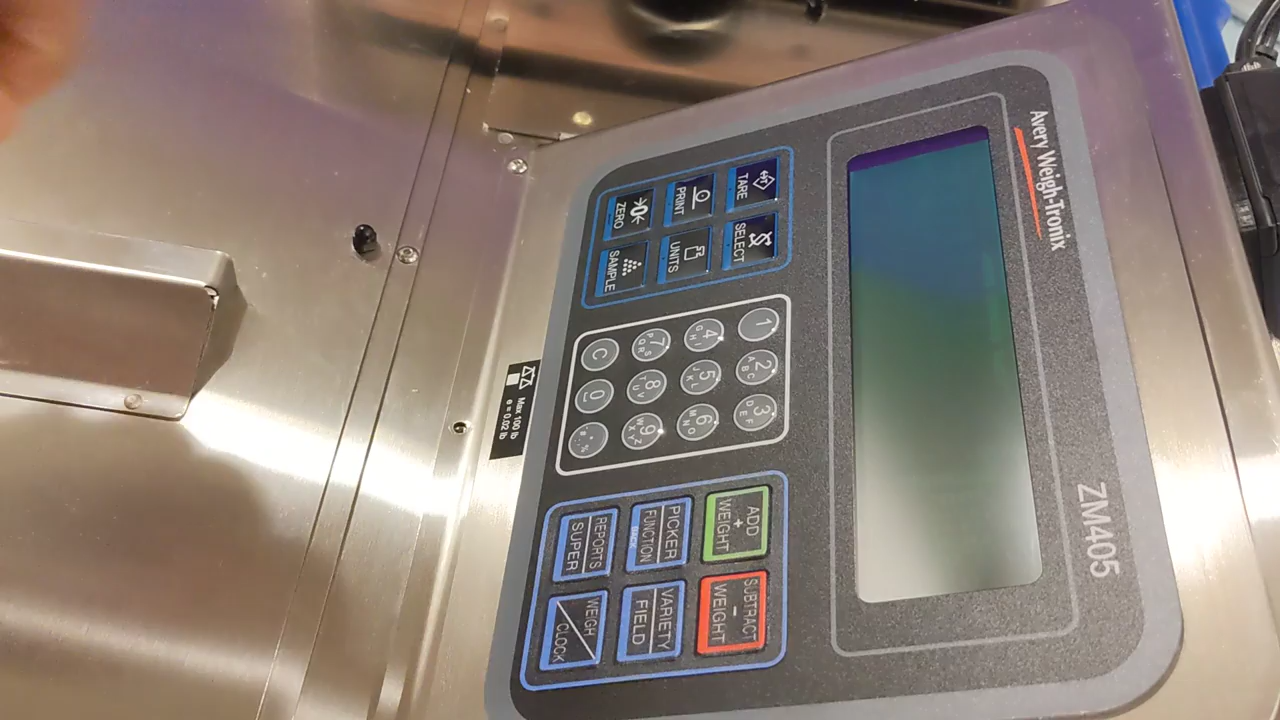 Avery Weigh-Tronix
ZM405
TARE
SELECT
PRINT
UNITS
>0<
ZERO
SAMPLE
1
2
ABC
3
DEF
4
GHI
5
JKL
6
MNO
7
PQRS
8
TUV
9
WXYZ
C
0
ADD
+
WEIGHT
SUBTRACT
-
WEIGHT
PICKER
FUNCTION
BACK
VARIETY
FIELD
REPORTS
SUPER
WEIGH
CLOCK
Max 100 lb
e = 0.02 lb